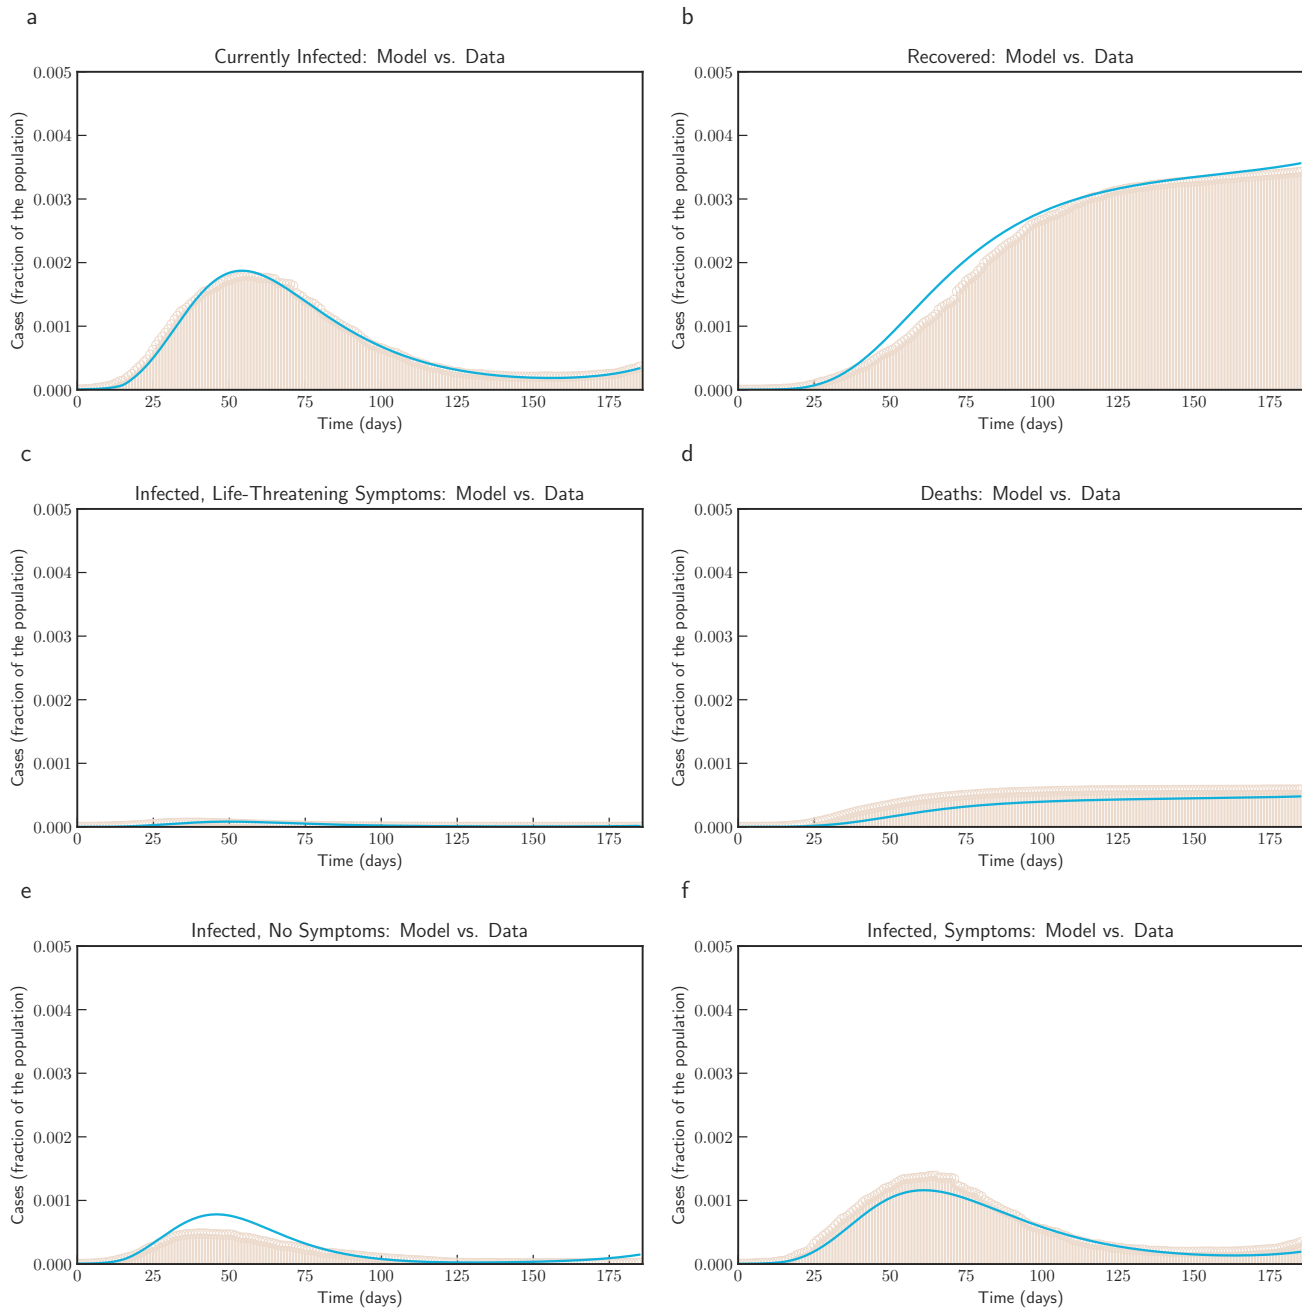 a
Currently Infected: Model vs. Data
0.005
0.004
0.003
0.002
0.001
0.000
Cases (fraction of the population)
0 25 50 75 100 125 150 175
Time (days)
b
Recovered: Model vs. Data
0.005
0.004
0.003
0.002
0.001
0.000
Cases (fraction of the population)
0 25 50 75 100 125 150 175
Time (days)
c
Infected, Life-Threatening Symptoms: Model vs. Data
0.005
0.004
0.003
0.002
0.001
0.000
Cases (fraction of the population)
0 25 50 75 100 125 150 175
Time (days)
d
Deaths: Model vs. Data
0.005
0.004
0.003
0.002
0.001
0.000
Cases (fraction of the population)
0 25 50 75 100 125 150 175
Time (days)
e
Infected, No Symptoms: Model vs. Data
0.005
0.004
0.003
0.002
0.001
0.000
Cases (fraction of the population)
0 25 50 75 100 125 150 175
Time (days)
f
Infected, Symptoms: Model vs. Data
0.005
0.004
0.003
0.002
0.001
0.000
Cases (fraction of the population)
0 25 50 75 100 125 150 175
Time (days)